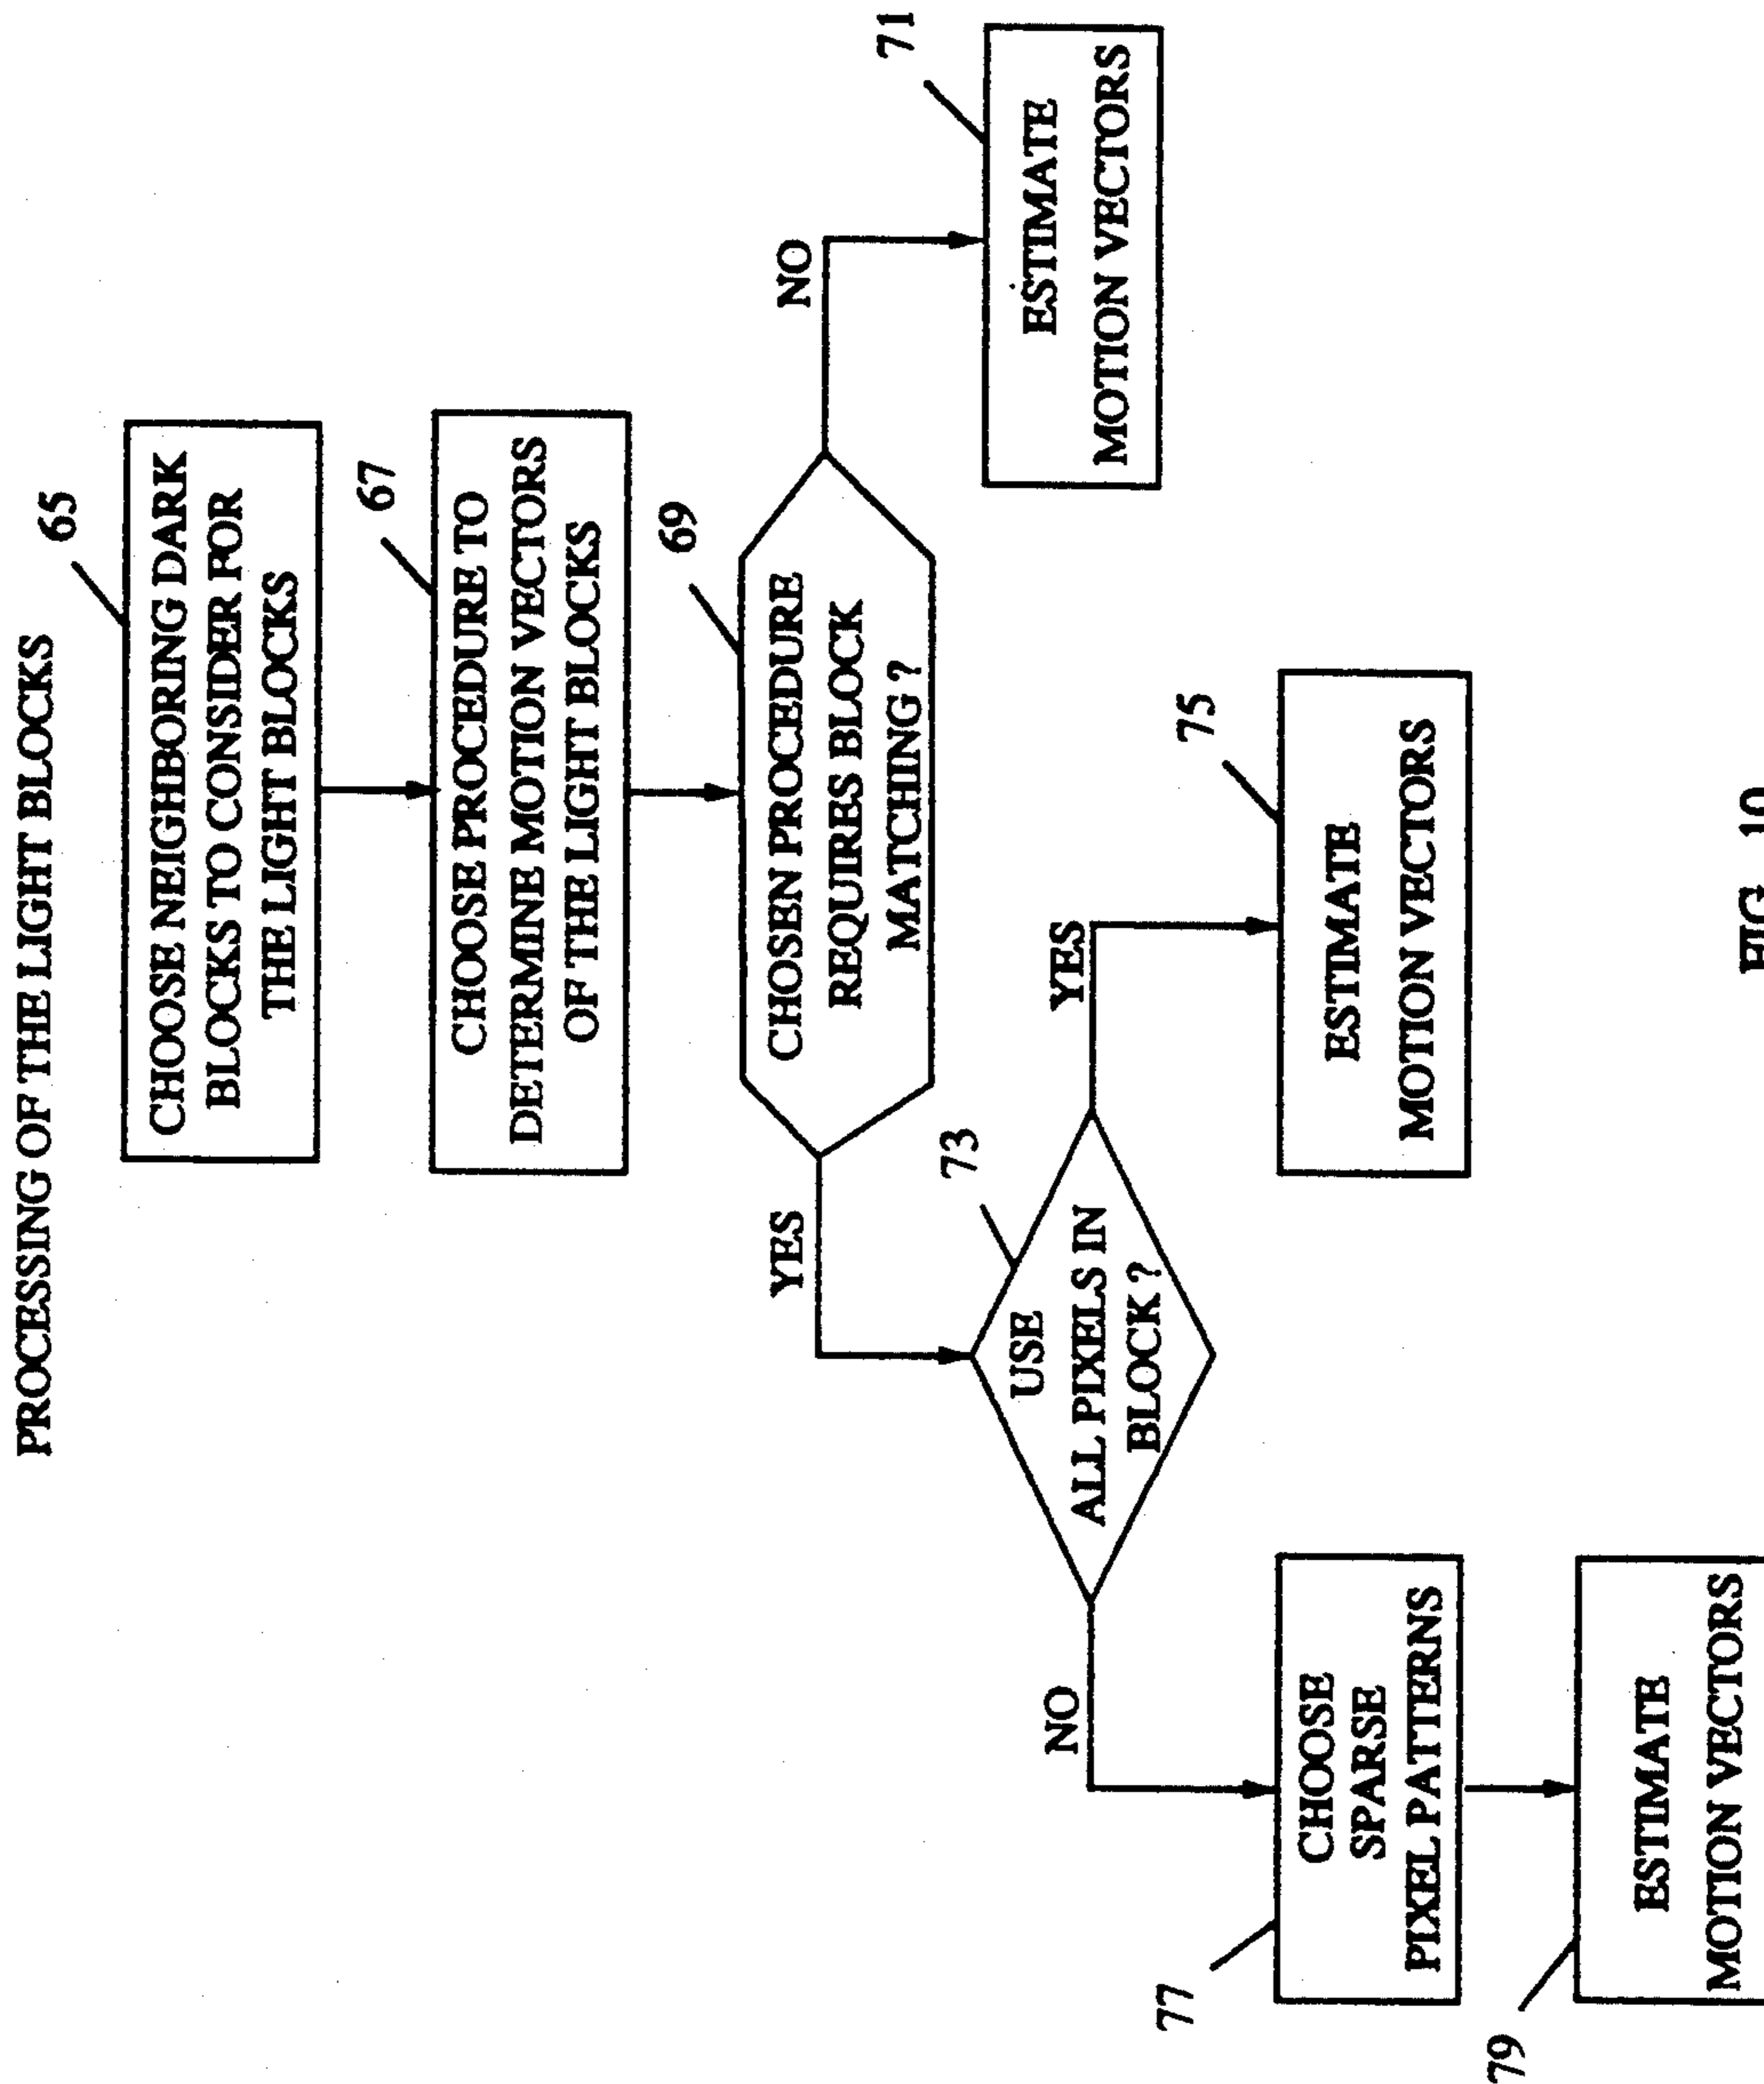 PROCESSING OF THE LIGHT BLOCKS
65
CHOOSE NEIGHBORING DARK
BLOCKS TO CONSIDER FOR
THE LIGHT BLOCKS
67
CHOOSE PROCEDURE TO
DETERMINE MOTION VECTORS
OF THE LIGHT BLOCKS
69
CHOSEN PROCEDURE
REQUIRES BLOCK
MATCHING ?
YES
NO
71
ESTIMATE
MOTION VECTORS
73
USE
ALL PIXELS IN
BLOCK ?
NO
YES
75
ESTIMATE
MOTION VECTORS
77
CHOOSE
SPARSE
PIXEL PATTERNS
79
ESTIMATE
MOTION VECTORS
FIG. 10